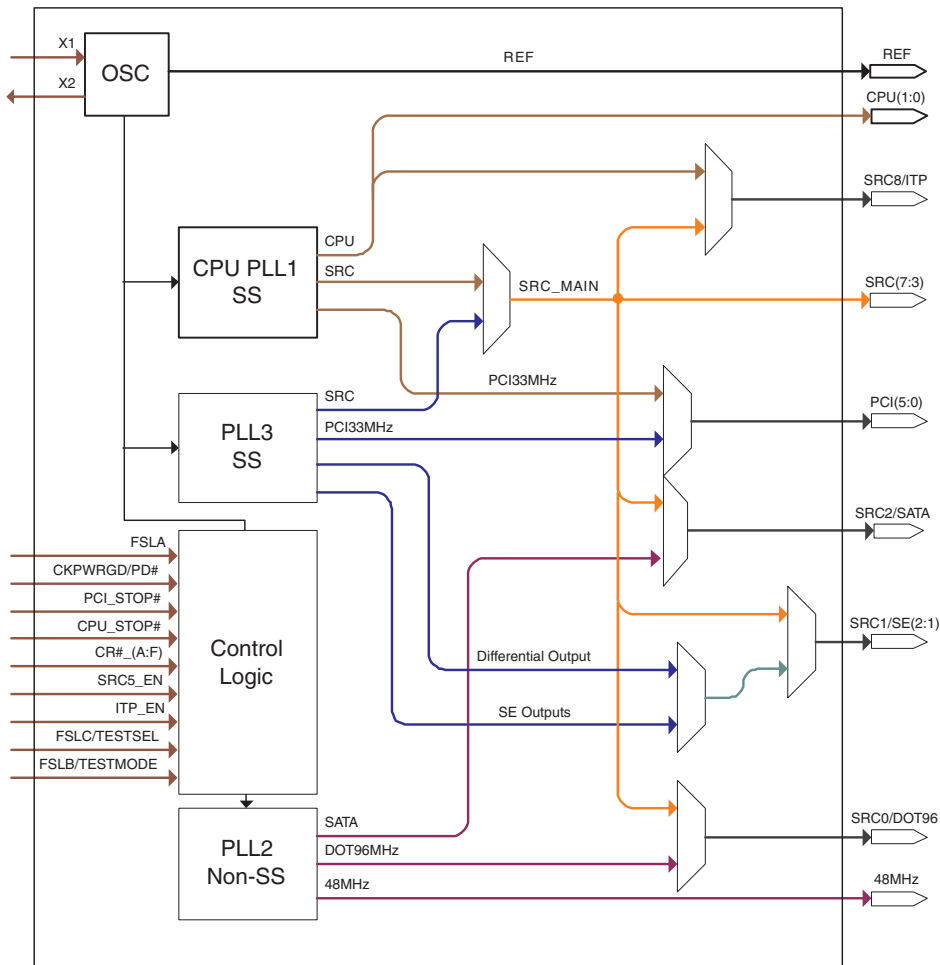 X1
X2
OSC
REF
REF
CPU(1:0)
SRC8/ITP
CPU PLL1
SS
CPU
SRC
SRC_MAIN
SRC(7:3)
PCI33MHz
PCI(5:0)
PLL3
SS
SRC
PCI33MHz
SRC2/SATA
FSLA
CKPWRGD/PD#
PCI_STOP#
CPU_STOP#
CR#_(A:F)
SRC5_EN
ITP_EN
FSLC/TESTSEL
FSLB/TESTMODE
Control
Logic
Differential Output
SE Outputs
SRC1/SE(2:1)
PLL2
Non-SS
SATA
DOT96MHz
48MHz
SRC0/DOT96
48MHz